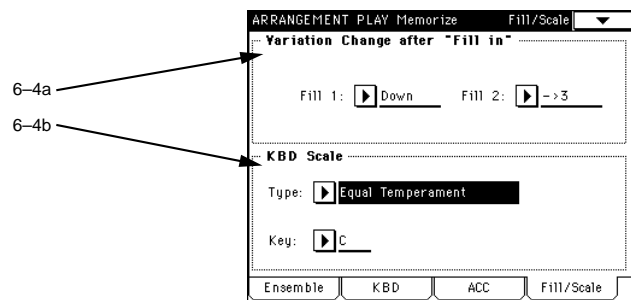 ARRANGEMENT PLAY Memorize Fill/Scale
Variation Change after "Fill in"
6–4a
Fill 1: Down Fill 2: ->3
6–4b
KBD Scale
Type: Equal Temperament
Key: C
Ensemble KBD ACC Fill/Scale